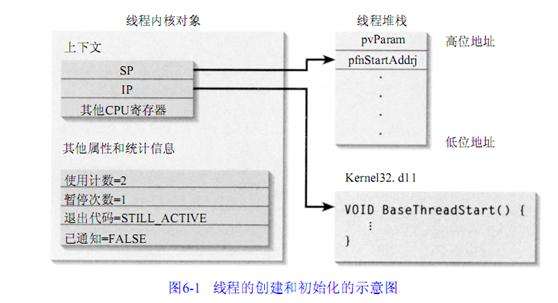 线程内核对象
上下文
SP
IP
其他CPU寄存器
其他属性和统计信息
使用计数=2
暂停次数=1
退出代码=STILL_ACTIVE
已通知=FALSE
线程堆栈
pvParam
pfnStartAddrj
高位地址
低位地址
Kernel32. dll
VOID BaseThreadStart() {
}
图6-1 线程的创建和初始化的示意图